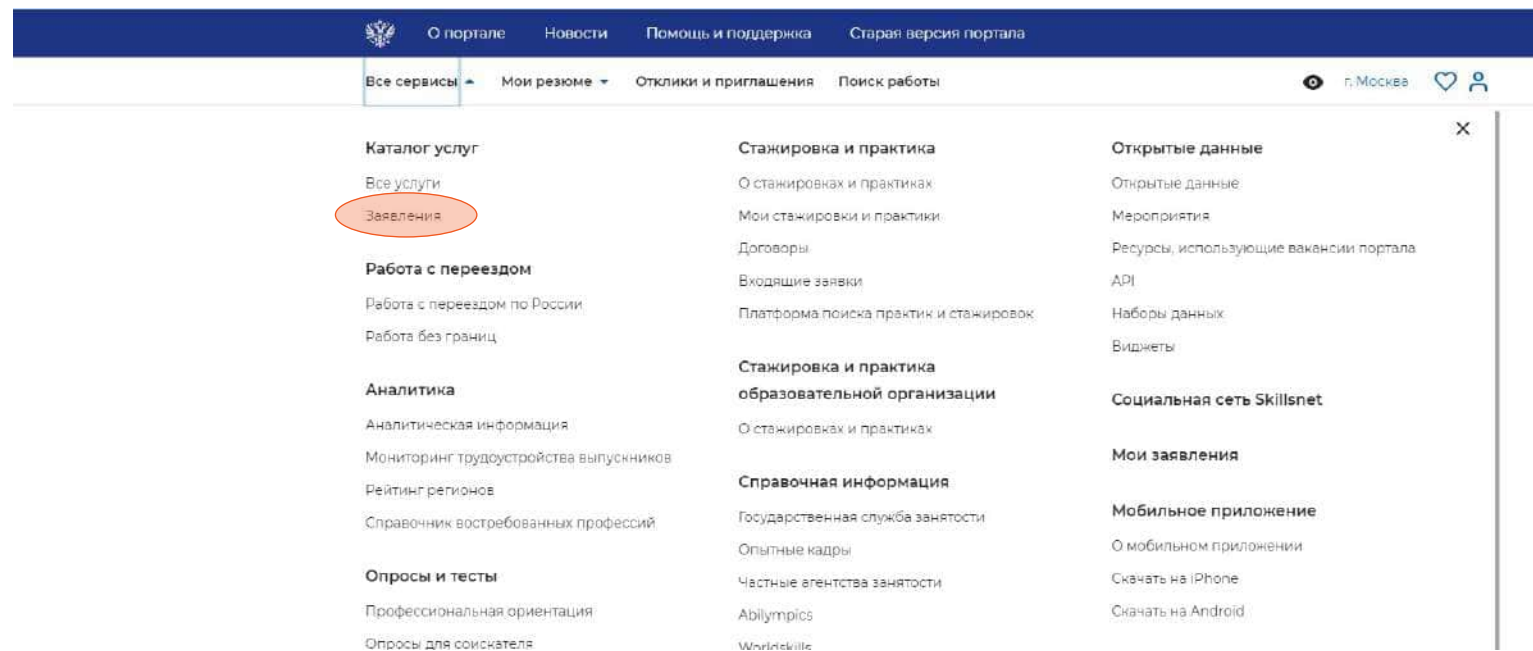 О портале Новости Помощь и поддержка Старая версия портала
Все сервисы Мои резюме Отклики и приглашения Поиск работы г. Москва
Каталог услуг
Все услуги
Заявления
Работа с переездом
Работа с переездом по России
Работа без границ
Аналитика
Аналитическая информация
Мониторинг трудоустройства выпускников
Рейтинг регионов
Справочник востребованных профессий
Опросы и тесты
Профессиональная ориентация
Опросы для соискателя
Стажировка и практика
О стажировках и практиках
Мои стажировки и практики
Договоры
Входящие заявки
Платформа поиска практик и стажировок
Стажировка и практика
образовательной организации
О стажировках и практиках
Справочная информация
Государственная служба занятости
Опытные кадры
Частные агентства занятости
Abilympics
Worldskills
Открытые данные
Открытые данные
Мероприятия
Ресурсы, использующие вакансии портала
API
Наборы данных
Виджеты
Социальная сеть Skillsnet
Мои заявления
Мобильное приложение
О мобильном приложении
Скачать на iPhone
Скачать на Android